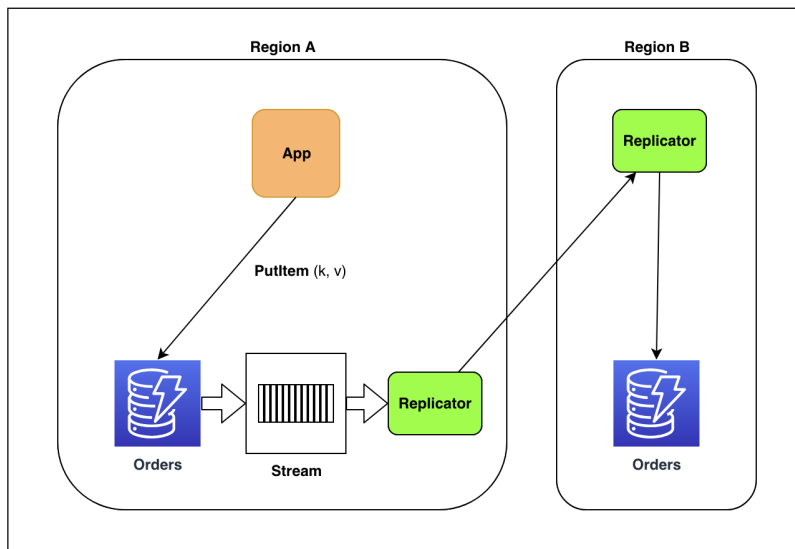 Region A
Region B
App
Replicator
PutItem (k, v)
Replicator
Orders
Stream
Orders